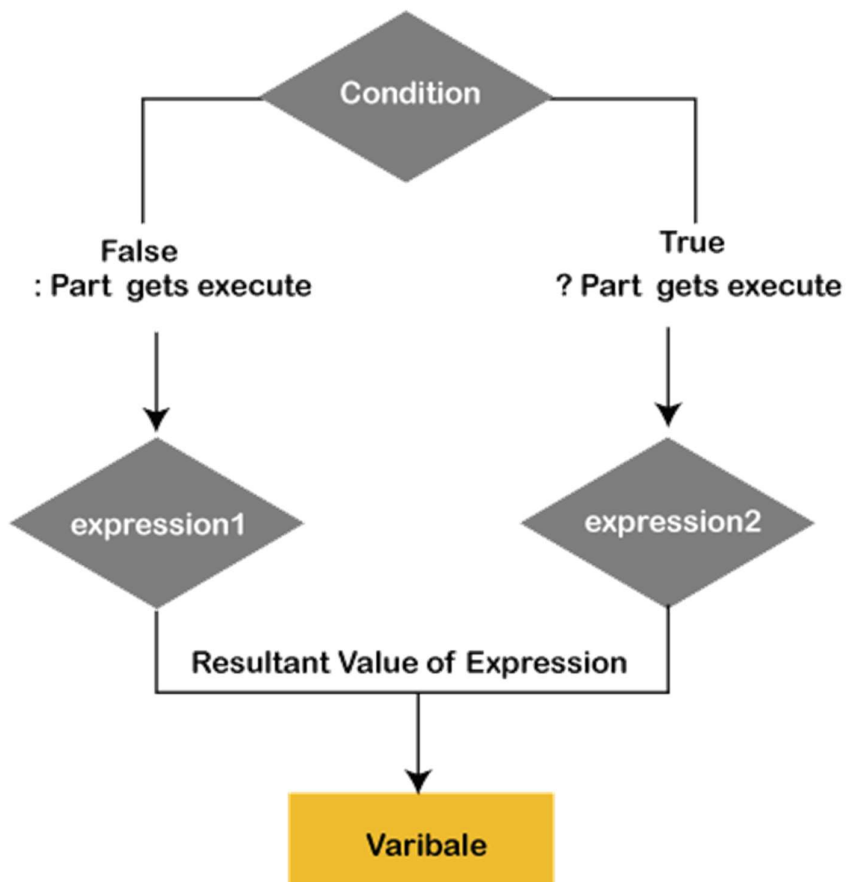 Condition
False
: Part gets execute
True
? Part gets execute
expression1
expression2
Resultant Value of Expression
Varibale